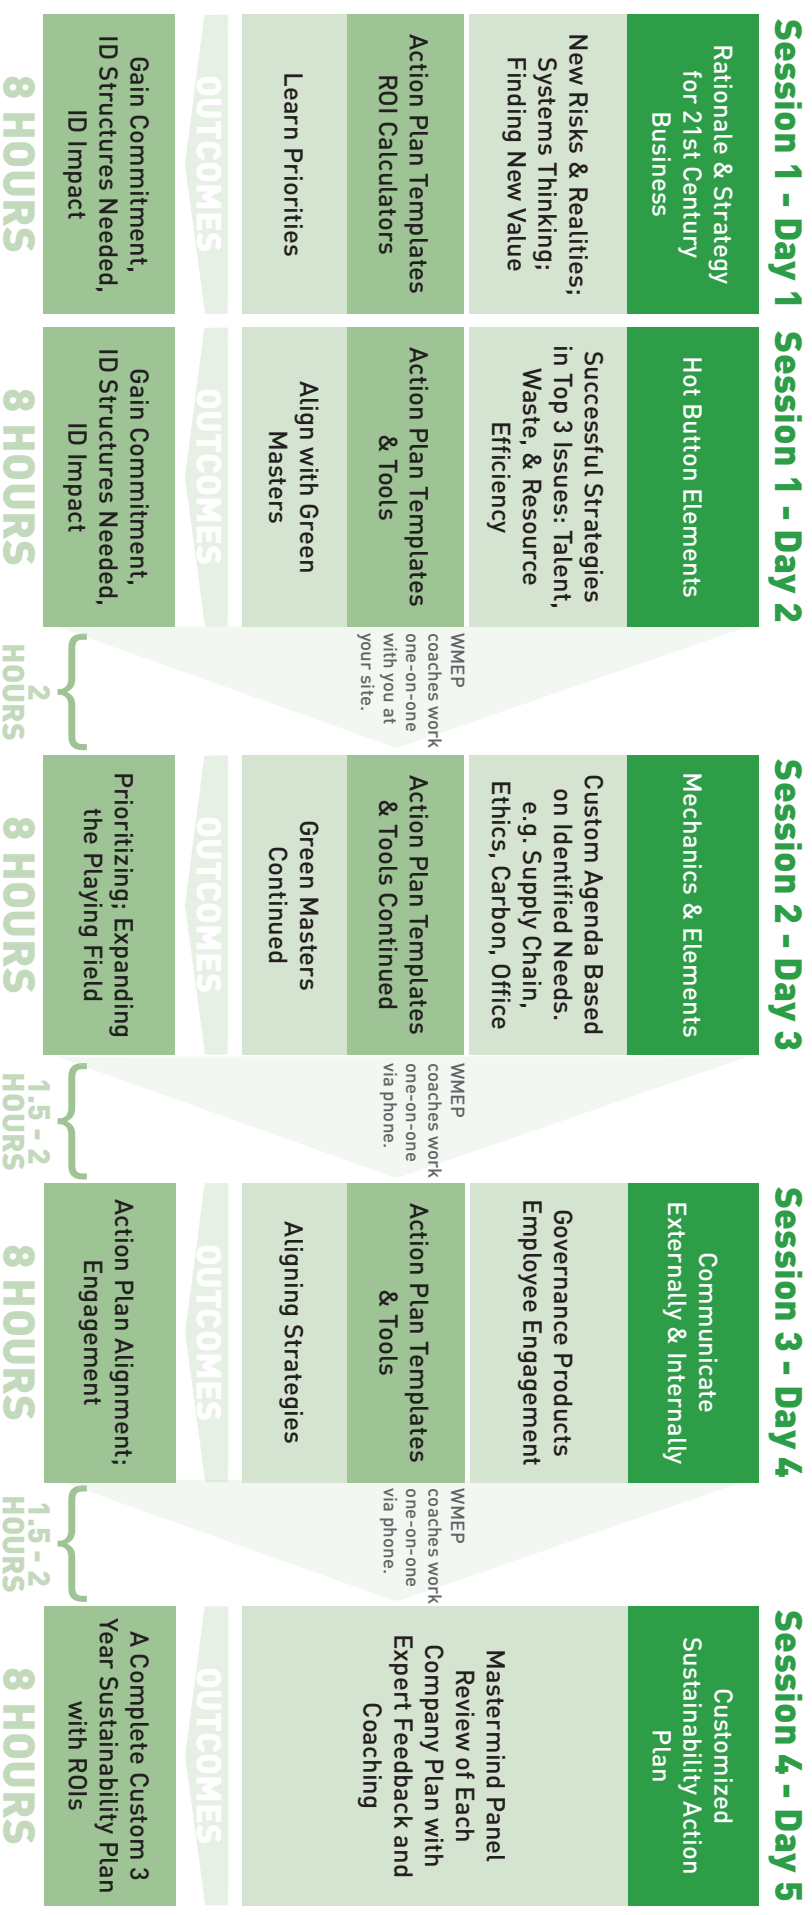 Session 1 - Day 1
Rationale & Strategy
for 21st Century
Business
New Risks & Realities;
Systems Thinking;
Finding New Value
Action Plan Templates
ROI Calculators
Learn Priorities
OUTCOMES
Gain Commitment,
ID Structures Needed,
ID Impact
8 HOURS
Session 1 - Day 2
Hot Button Elements
Successful Strategies
in Top 3 Issues: Talent,
Waste, & Resource
Efficiency
Action Plan Templates
& Tools
Align with Green
Masters
OUTCOMES
Gain Commitment,
ID Structures Needed,
ID Impact
8 HOURS
WMEP
coaches work
one-on-one
with you at
your site.
2
HOURS
Session 2 - Day 3
Mechanics & Elements
Custom Agenda Based
on Identified Needs.
e.g. Supply Chain,
Ethics, Carbon, Office
Action Plan Templates
& Tools Continued
Green Masters
Continued
OUTCOMES
Prioritizing; Expanding
the Playing Field
8 HOURS
WMEP
coaches work
one-on-one
via phone.
1.5 - 2
HOURS
Session 3 - Day 4
Communicate
Externally & Internally
Governance Products
Employee Engagement
Action Plan Templates
& Tools
Aligning Strategies
OUTCOMES
Action Plan Alignment;
Engagement
8 HOURS
WMEP
coaches work
one-on-one
via phone.
1.5 - 2
HOURS
Session 4 - Day 5
Customized
Sustainability Action
Plan
Mastermind Panel
Review of Each
Company Plan with
Expert Feedback and
Coaching
OUTCOMES
A Complete Custom 3
Year Sustainability Plan
with ROIs
8 HOURS